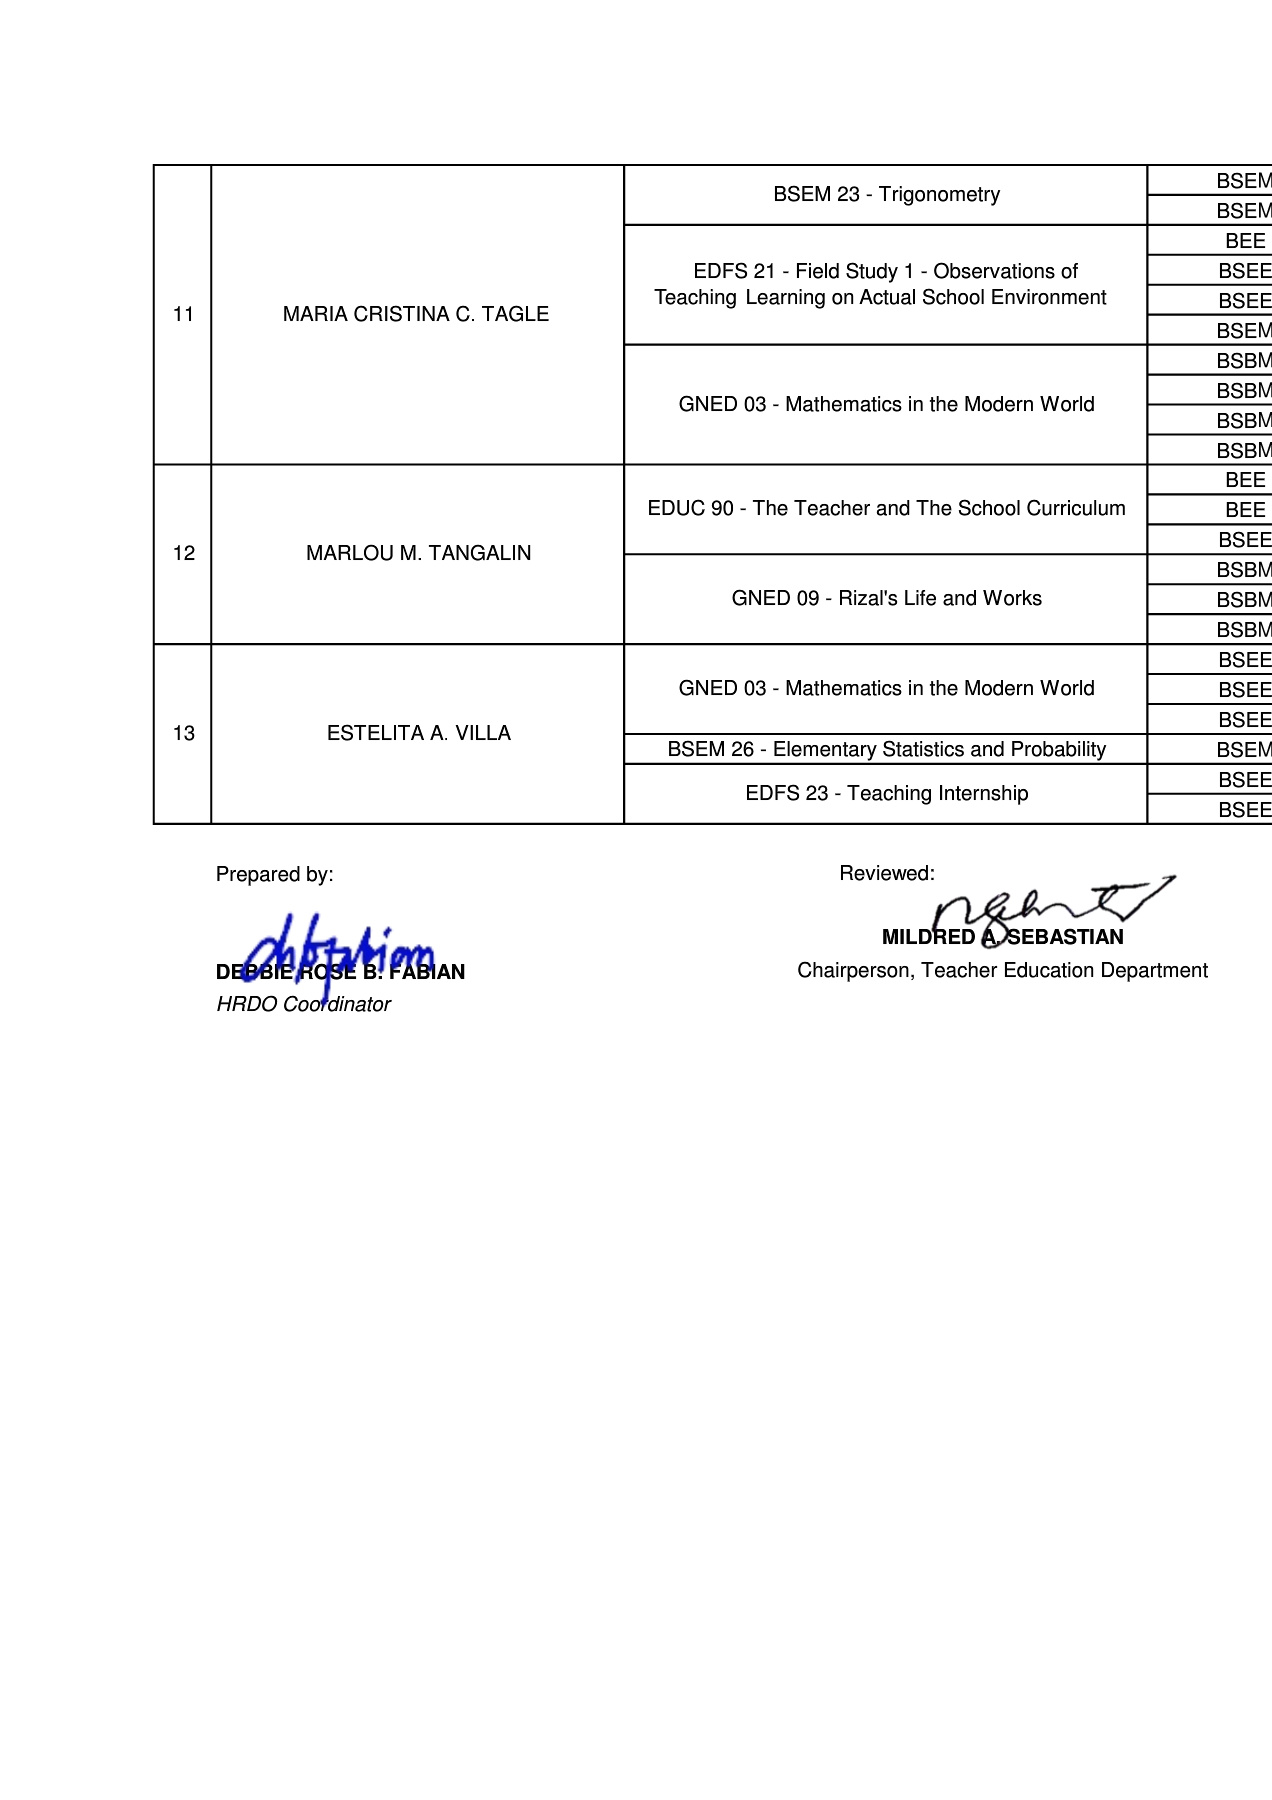 11
MARIA CRISTINA C. TAGLE
BSEM 23 - Trigonometry
BSEM
BSEM
EDFS 21 - Field Study 1 - Observations of
Teaching Learning on Actual School Environment
BEE
BSEE
BSEE
BSEM
GNED 03 - Mathematics in the Modern World
BSBM
BSBM
BSBM
BSBM
12
MARLOU M. TANGALIN
EDUC 90 - The Teacher and The School Curriculum
BEE
BEE
BSEE
GNED 09 - Rizal's Life and Works
BSBM
BSBM
BSBM
13
ESTELITA A. VILLA
GNED 03 - Mathematics in the Modern World
BSEE
BSEE
BSEE
BSEM 26 - Elementary Statistics and Probability
BSEM
EDFS 23 - Teaching Internship
BSEE
BSEE
Prepared by:
DEBBIE ROSE B. FABIAN
HRDO Coordinator
Reviewed:
MILDRED A. SEBASTIAN
Chairperson, Teacher Education Department